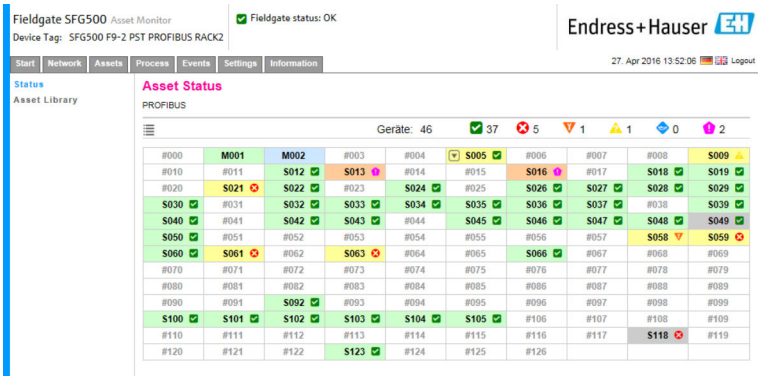 Fieldgate SFG500 Asset Monitor
Fieldgate status: OK
Device Tag: SFG500 F9-2 PST PROFIBUS RACK2
Endress+Hauser EH
Start Network Assets Process Events Settings Information
27. Apr 2016 13:52:06 Logout
Status
Asset Library
Asset Status
PROFIBUS
Geräte: 46 37 5 1 1 0 2
#000 M001 M002 #003 #004 S005 #006 #007 #008 S009
#010 #011 S012 S013 #014 #015 S016 #017 S018 S019
#020 S021 S022 #023 S024 #025 S026 S027 S028 S029
S030 #031 S032 S033 S034 S035 S036 S037 #038 S039
S040 #041 S042 S043 #044 S045 S046 S047 S048 S049
S050 #051 #052 #053 #054 #055 #056 #057 S058 S059
S060 S061 #062 S063 #064 #065 S066 #067 #068 #069
#070 #071 #072 #073 #074 #075 #076 #077 #078 #079
#080 #081 #082 #083 #084 #085 #086 #087 #088 #089
#090 #091 S092 #093 #094 #095 #096 #097 #098 #099
S100 S101 S102 S103 S104 S105 #106 #107 #108 #109
#110 #111 #112 #113 #114 #115 #116 #117 S118 #119
#120 #121 #122 S123 #124 #125 #126